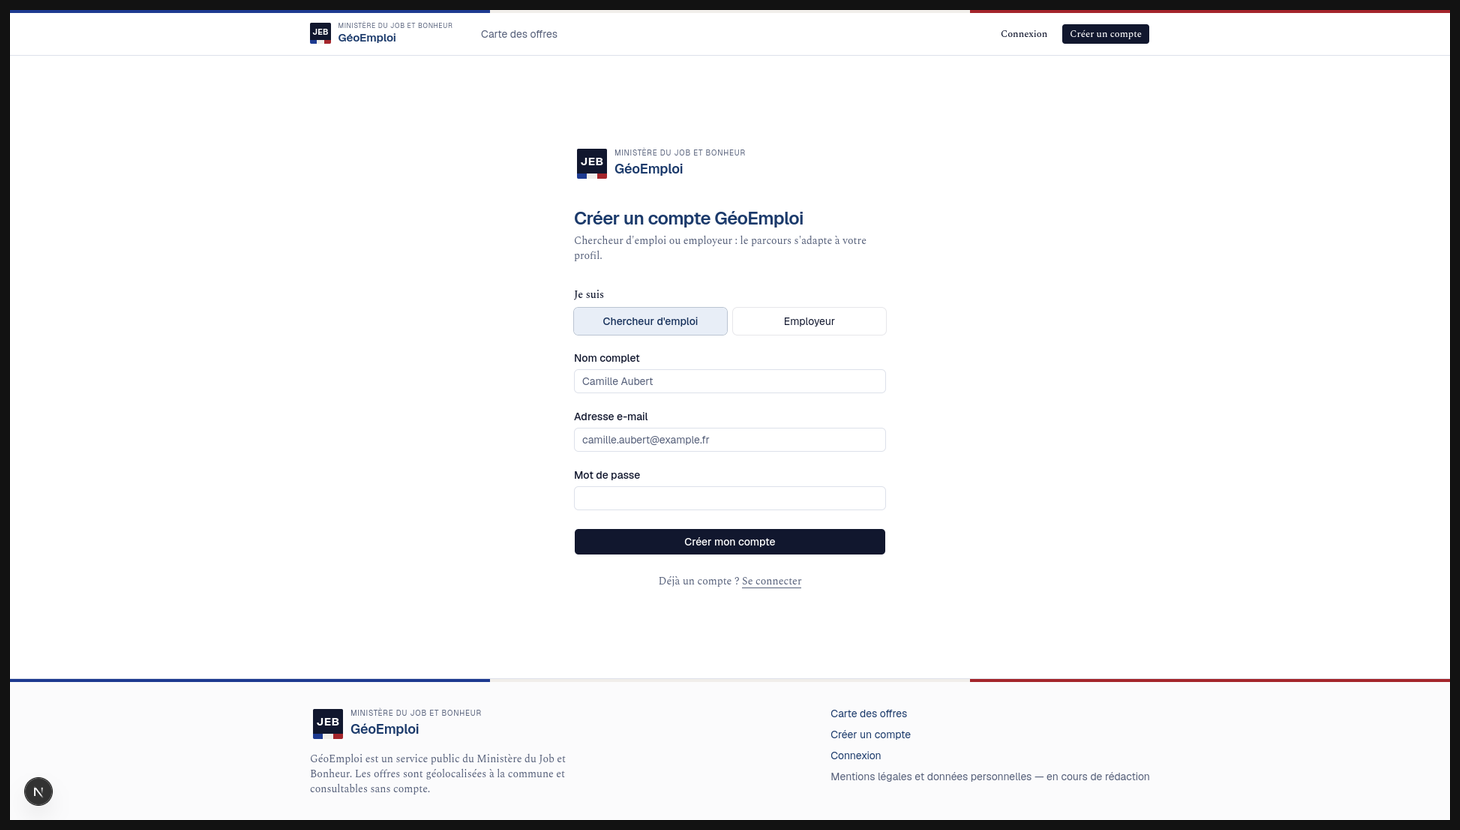 JEB
MINISTÈRE DU JOB ET BONHEUR
GéoEmploi
Carte des offres
Connexion
Créer un compte
JEB
MINISTÈRE DU JOB ET BONHEUR
GéoEmploi
Créer un compte GéoEmploi
Chercheur d'emploi ou employeur : le parcours s'adapte à votre
profil.
Je suis
Chercheur d'emploi
Employeur
Nom complet
Camille Aubert
Adresse e-mail
camille.aubert@example.fr
Mot de passe
Créer mon compte
Déjà un compte ? Se connecter
JEB
MINISTÈRE DU JOB ET BONHEUR
GéoEmploi
GéoEmploi est un service public du Ministère du Job et
Bonheur. Les offres sont géolocalisées à la commune et
consultables sans compte.
Carte des offres
Créer un compte
Connexion
Mentions légales et données personnelles — en cours de rédaction
N